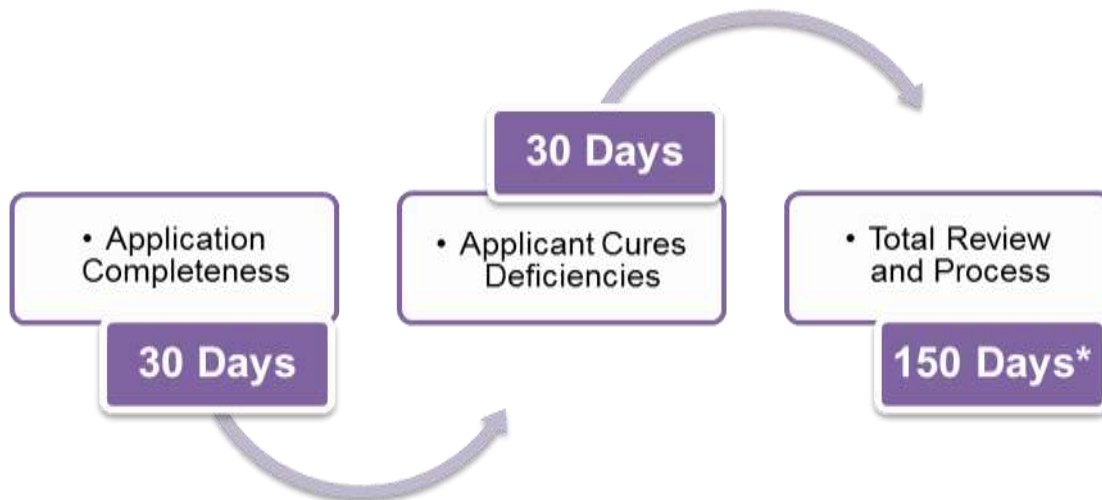 • Application
Completeness
30 Days
30 Days
• Applicant Cures
Deficiencies
• Total Review
and Process
150 Days*